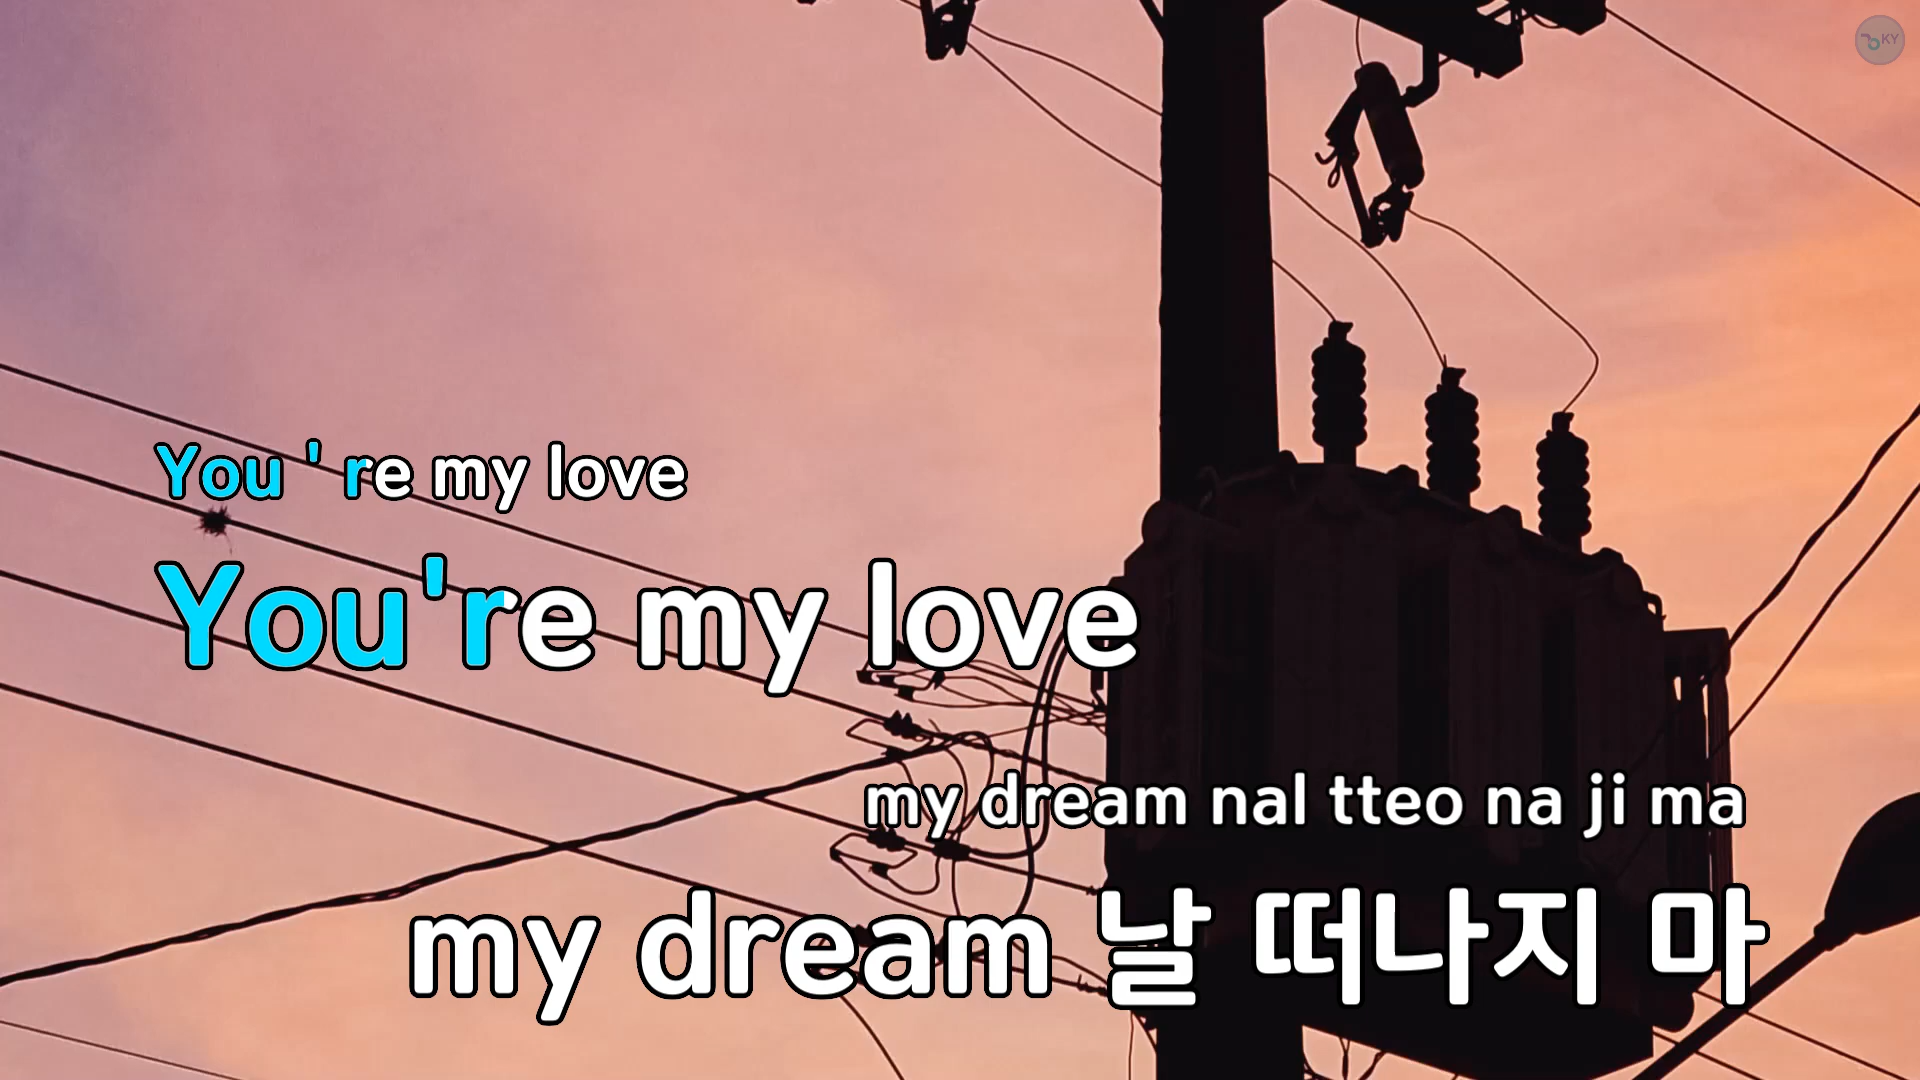 KY
You ' re my love
You're my love
my dream nal tteo na ji ma
my dream 날 떠나지 마